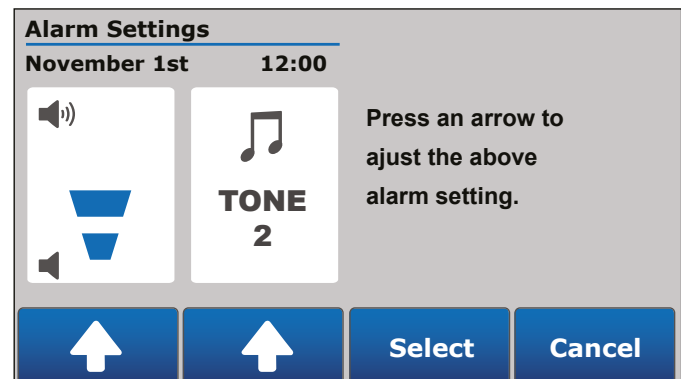 Alarm Settings
November 1st 12:00
TONE
2
Press an arrow to
ajust the above
alarm setting.
Select Cancel